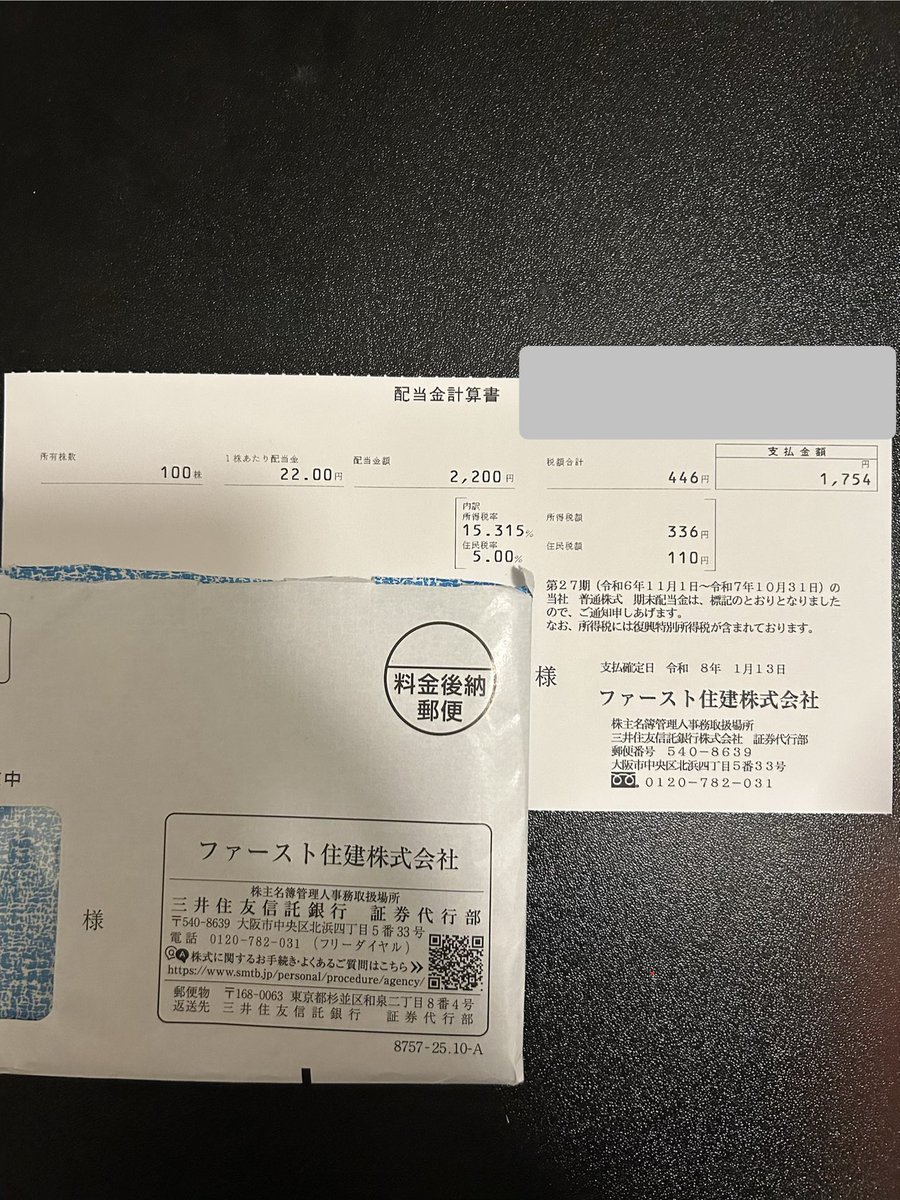 配当金計算書
所有株数
100株
1株あたり配当金
22.00円
配当金額
2,200円
税額合計
446円
支払金額
円
1,754
内訳
所得税率
15.315%
住民税率
5.00%
所得税額
336円
住民税額
110円
第27期(令和6年11月1日~令和7年10月31日)の
当社 普通株式 期末配当金は、標記のとおりとなりました
ので、ご通知申しあげます。
なお、所得税には復興特別所得税が含まれております。
様
支払確定日 令和 8年 1月13日
ファースト住建株式会社
株主名簿管理人事務取扱場所
三井住友信託銀行株式会社 証券代行部
郵便番号 540-8639
大阪市中央区北浜四丁目5番33号
0120-782-031
料金後納
郵便
中
様
ファースト住建株式会社
株主名簿管理人事務取扱場所
三井住友信託銀行 証券代行部
〒540-8639 大阪市中央区北浜四丁目5番33号
電話 0120-782-031 (フリーダイヤル)
QA 株式に関するお手続き・よくあるご質問はこちら
https://www.smtb.jp/personal/procedure/agency/
郵便物 〒168-0063 東京都杉並区和泉二丁目8番4号
返送先 三井住友信託銀行 証券代行部
8757-25.10-A